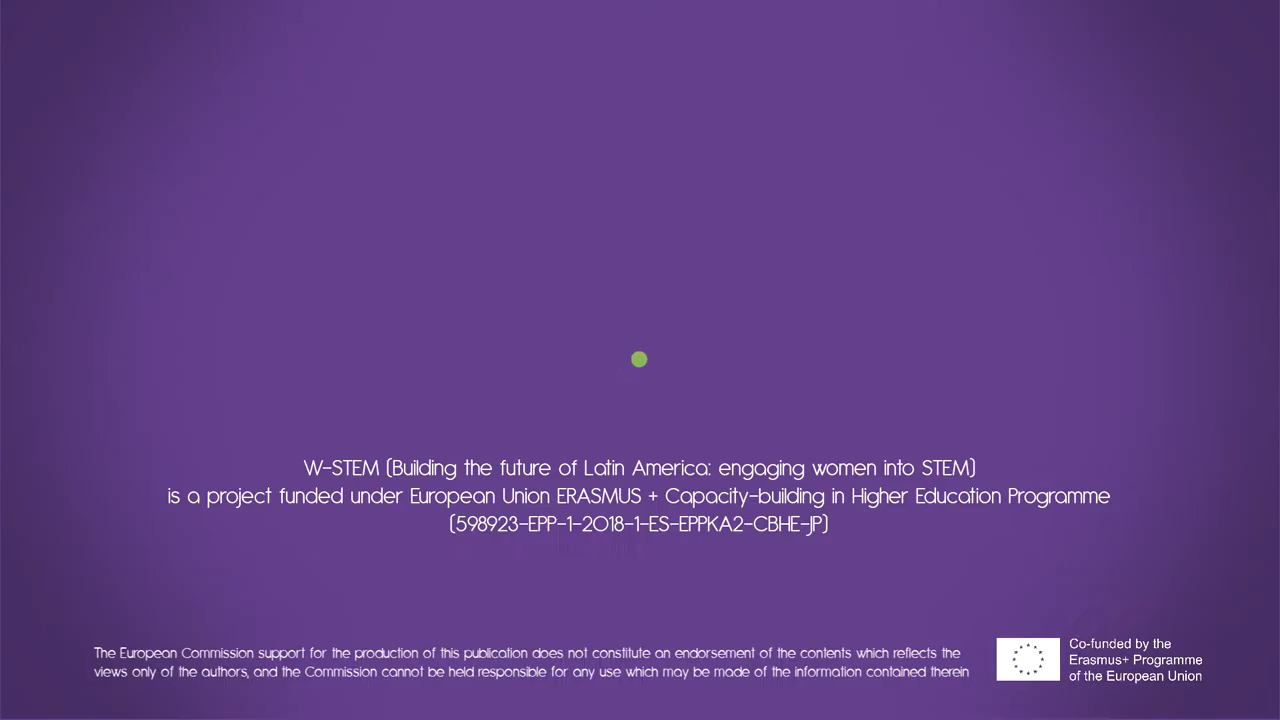 W-STEM (Building the future of Latin America: engaging women into STEM)
is a project funded under European Union ERASMUS + Capacity-building in Higher Education Programme
(598923-EPP-1-2018-1-ES-EPPKA2-CBHE-JP)
The European Commission support for the production of this publication does not constitute an endorsement of the contents which reflects the
views only of the authors, and the Commission cannot be held responsible for any use which may be made of the information contained therein
Co-funded by the
Erasmus+ Programme
of the European Union